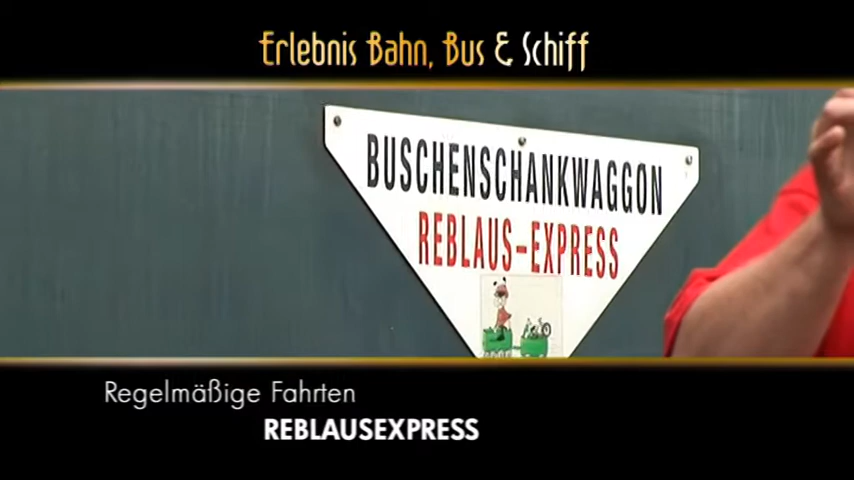 Erlebnis Bahn, Bus & Schiff
BUSCHENSCHANKWAGGON
REBLAUS-EXPRESS
Regelmäßige Fahrten
REBLAUSEXPRESS